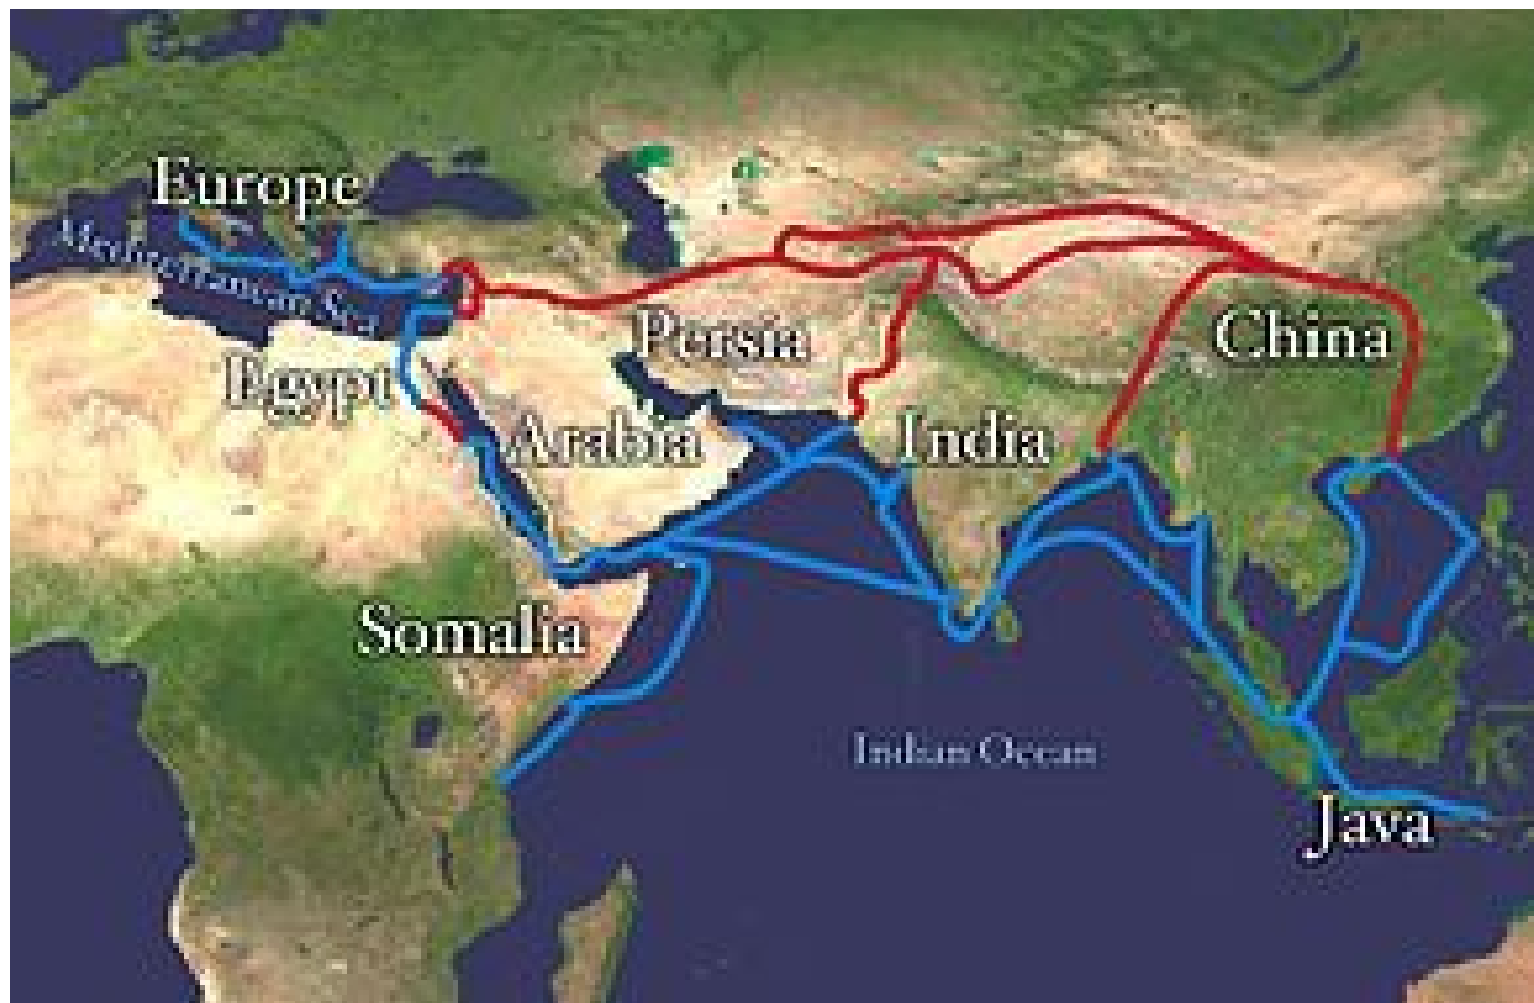 Europe
Mediterranean Sea
Persia
China
Egypt
Arabia
India
Somalia
Indian Ocean
Java